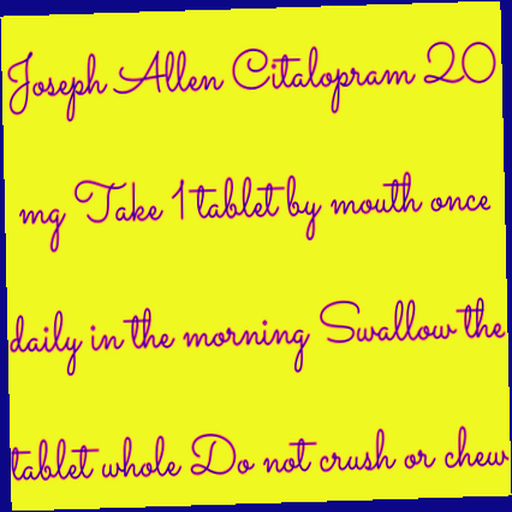 Joseph Allen Citalopram 20
mg Take 1 tablet by mouth once
daily in the morning Swallow the
tablet whole Do not crush or chew